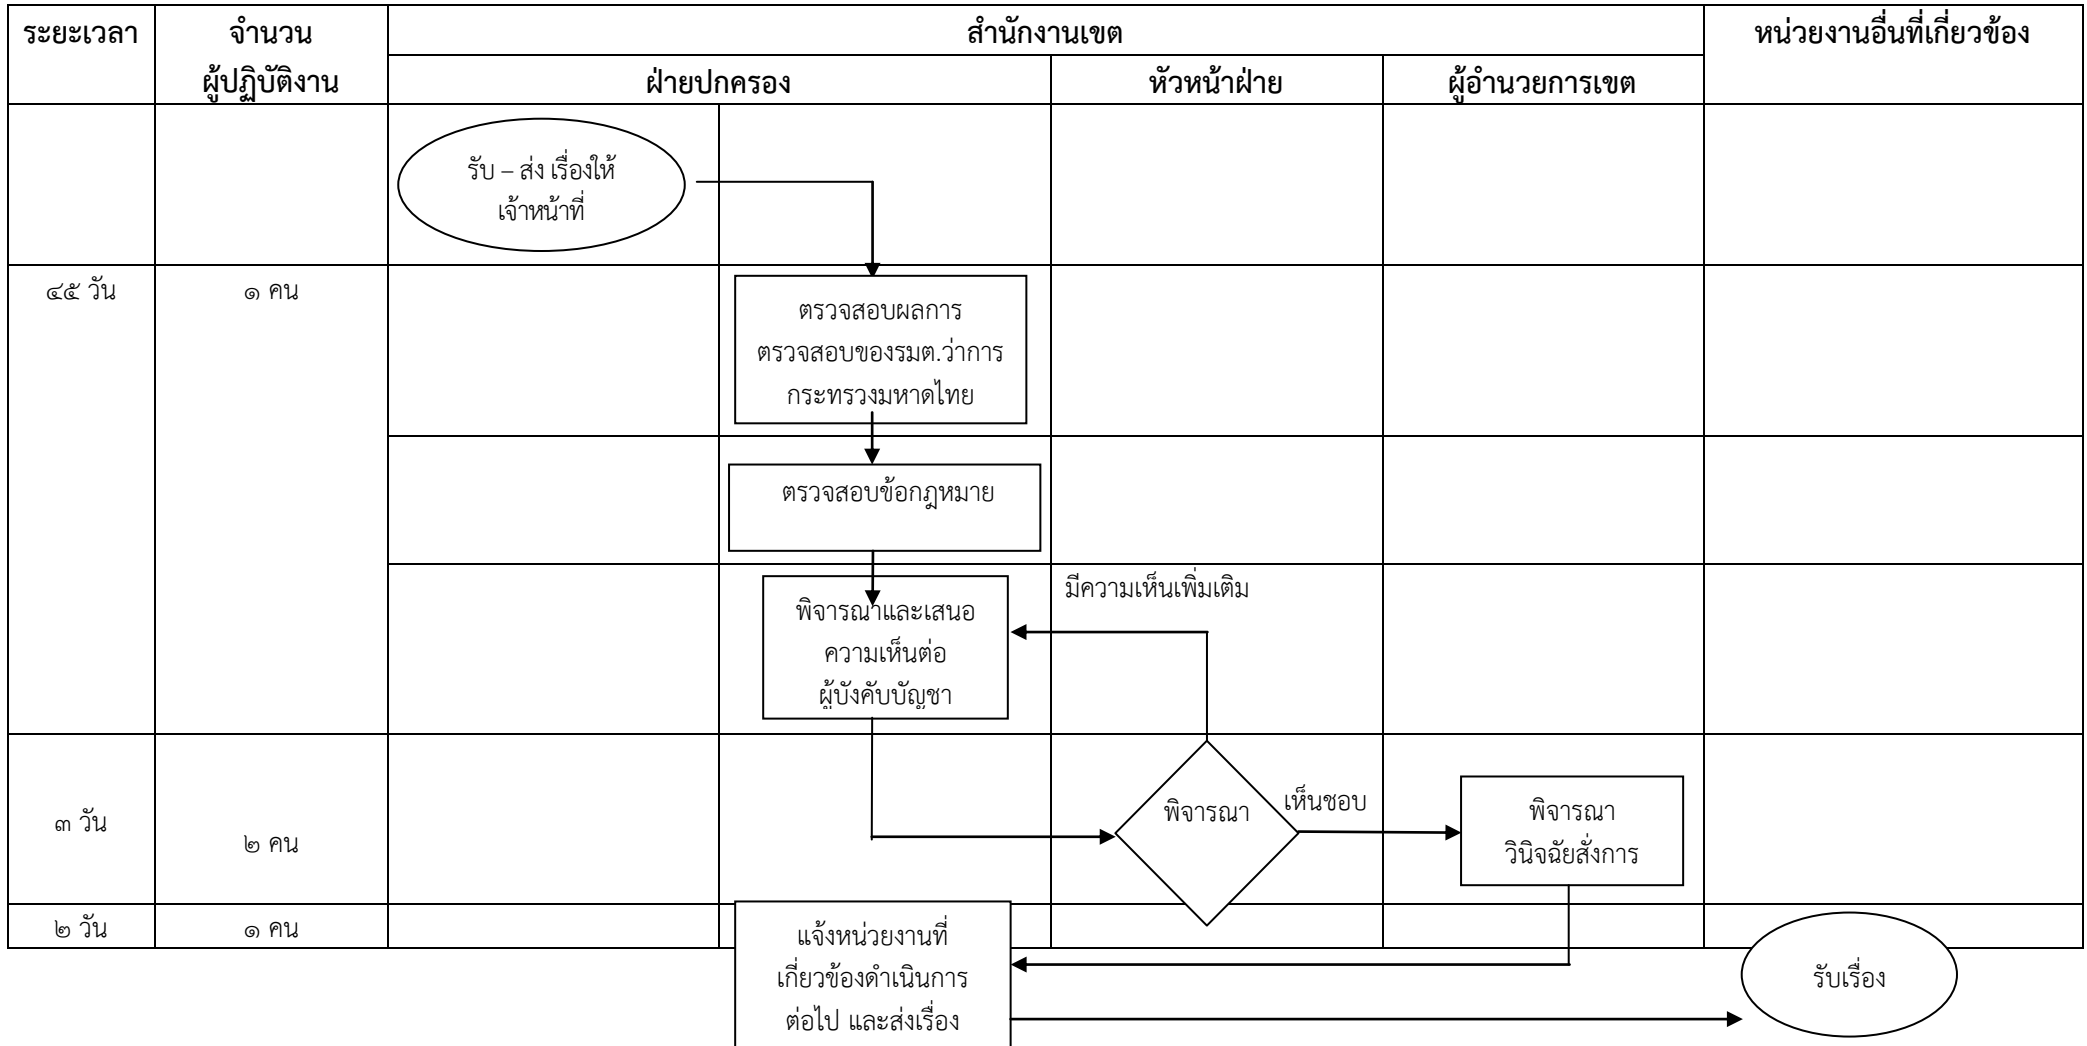 ระยะเวลา
จำนวน
ผู้ปฏิบัติงาน
สำนักงานเขต
หน่วยงานอื่นที่เกี่ยวข้อง
ฝ่ายปกครอง
หัวหน้าฝ่าย
ผู้อำนวยการเขต
รับ – ส่ง เรื่องให้
เจ้าหน้าที่
๔๕ วัน
๑ คน
ตรวจสอบผลการ
ตรวจสอบของรมต.ว่าการ
กระทรวงมหาดไทย
ตรวจสอบข้อกฎหมาย
พิจารณาและเสนอ
ความเห็นต่อ
ผู้บังคับบัญชา
มีความเห็นเพิ่มเติม
๓ วัน
๒ คน
พิจารณา
เห็นชอบ
พิจารณา
วินิจฉัยสั่งการ
๒ วัน
๑ คน
แจ้งหน่วยงานที่
เกี่ยวข้องดำเนินการ
ต่อไป และส่งเรื่อง
รับเรื่อง